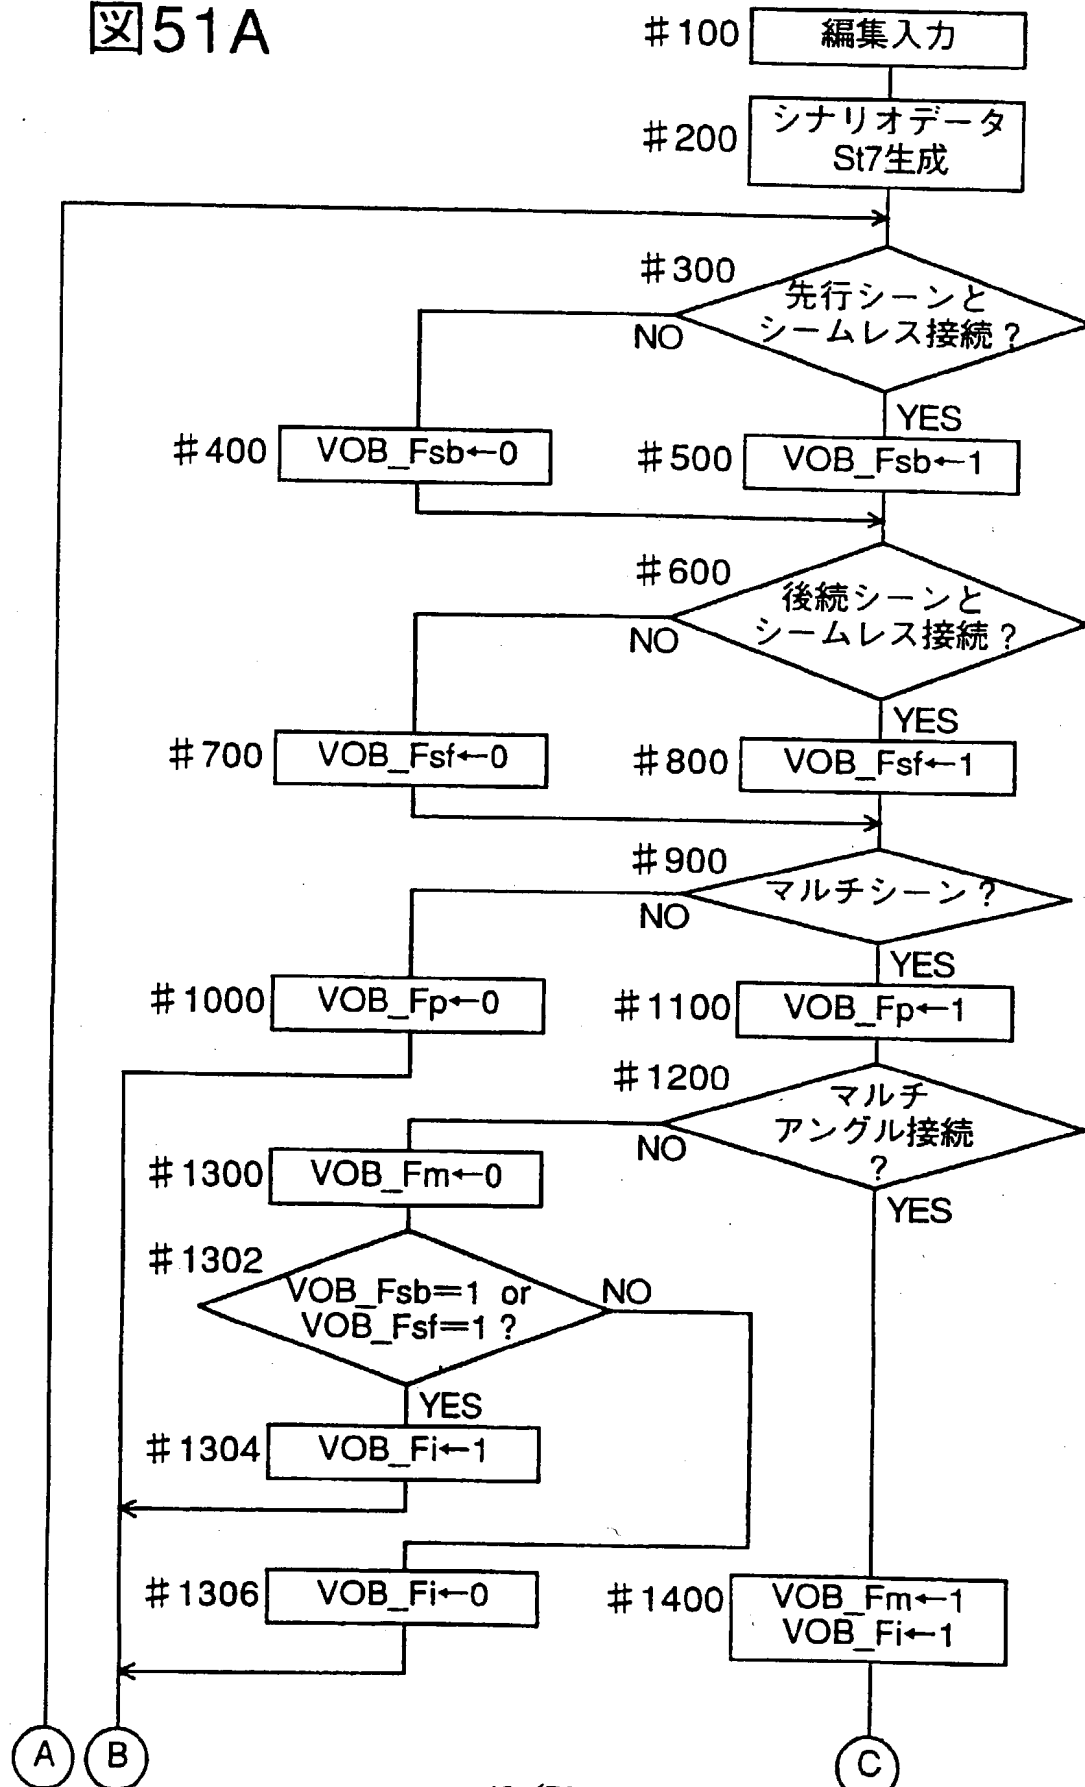 図51A
#100
編集入力
#200
シナリオデータ
St7生成
#300
先行シーンと
シームレス接続?
NO
YES
#400
VOB_Fsb←0
#500
VOB_Fsb←1
#600
後続シーンと
シームレス接続?
NO
YES
#700
VOB_Fsf←0
#800
VOB_Fsf←1
#900
マルチシーン?
NO
YES
#1000
VOB_Fp←0
#1100
VOB_Fp←1
#1200
マルチ
アングル接続
?
NO
YES
#1300
VOB_Fm←0
#1302
VOB_Fsb=1 or
VOB_Fsf=1?
NO
YES
#1304
VOB_Fi←1
#1306
VOB_Fi←0
#1400
VOB_Fm←1
VOB_Fi←1
A
B
C